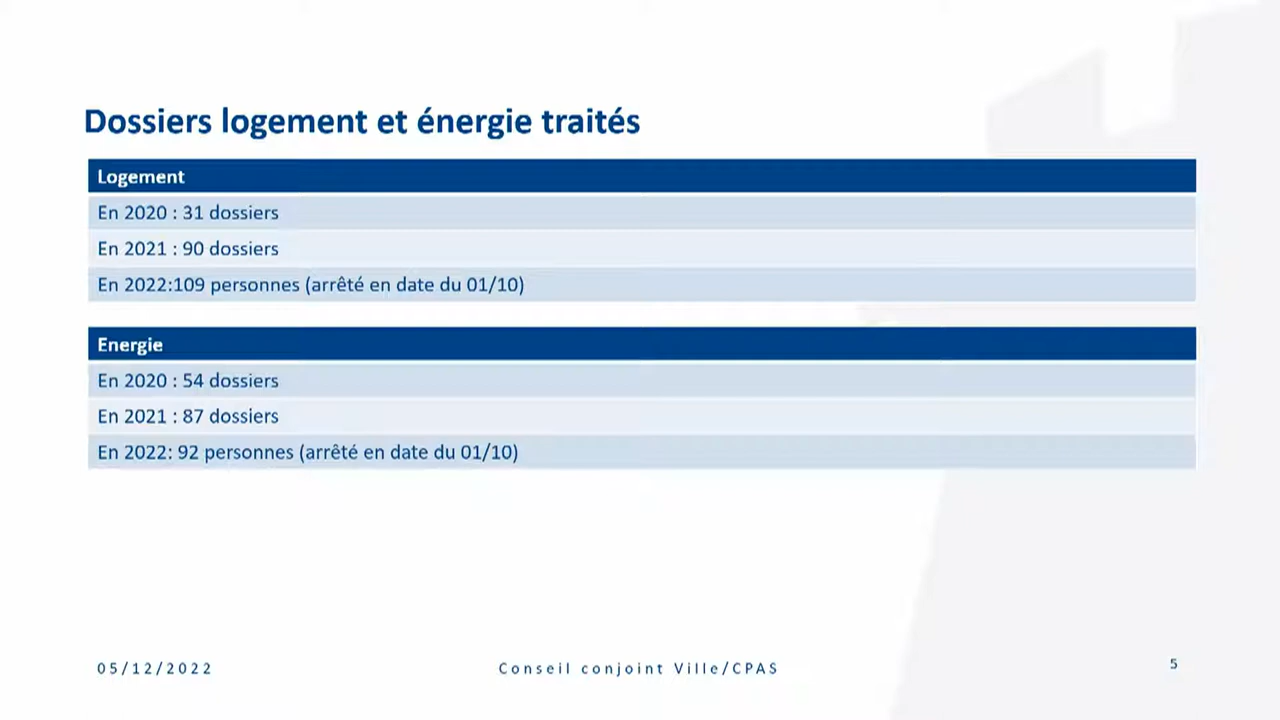 Dossiers logement et énergie traités
Logement
En 2020 : 31 dossiers
En 2021 : 90 dossiers
En 2022:109 personnes (arrêté en date du 01/10)
Energie
En 2020 : 54 dossiers
En 2021 : 87 dossiers
En 2022: 92 personnes (arrêté en date du 01/10)
05/12/2022
Conseil conjoint Ville/CPAS
5